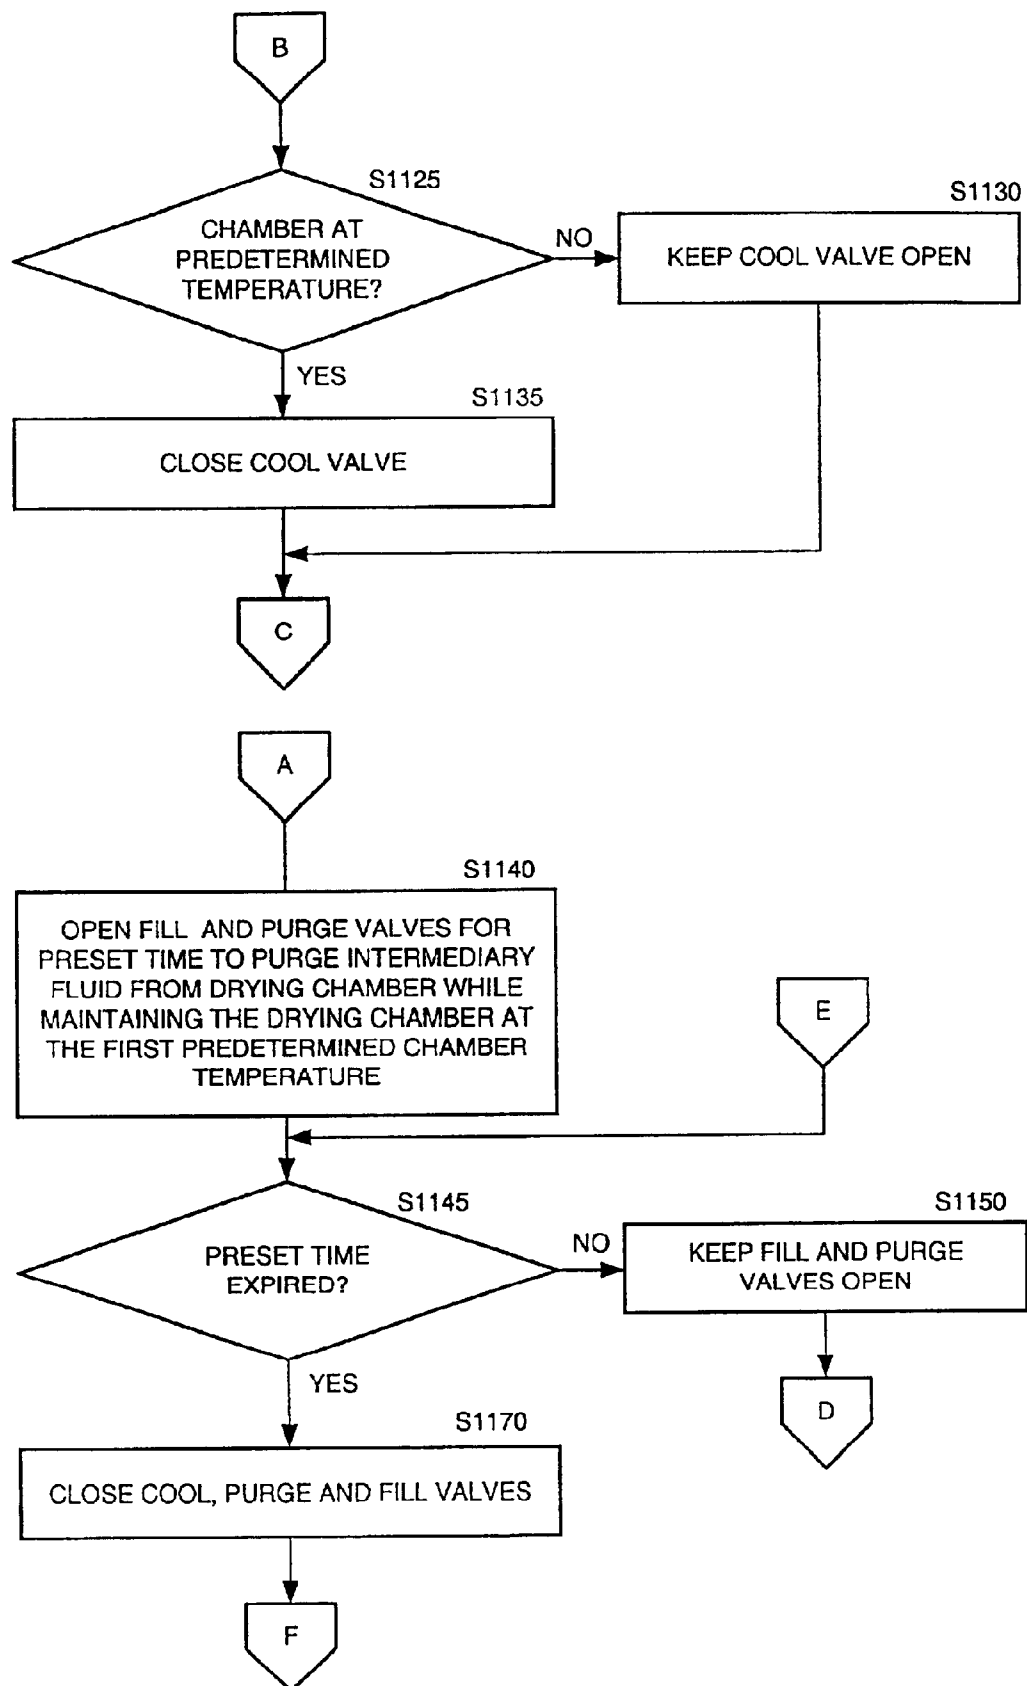 B
S1125
CHAMBER AT
PREDETERMINED
TEMPERATURE?
NO
S1130
KEEP COOL VALVE OPEN
YES
S1135
CLOSE COOL VALVE
C
A
S1140
OPEN FILL AND PURGE VALVES FOR
PRESET TIME TO PURGE INTERMEDIARY
FLUID FROM DRYING CHAMBER WHILE
MAINTAINING THE DRYING CHAMBER AT
THE FIRST PREDETERMINED CHAMBER
TEMPERATURE
E
S1145
PRESET TIME
EXPIRED?
NO
S1150
KEEP FILL AND PURGE
VALVES OPEN
D
YES
S1170
CLOSE COOL, PURGE AND FILL VALVES
F